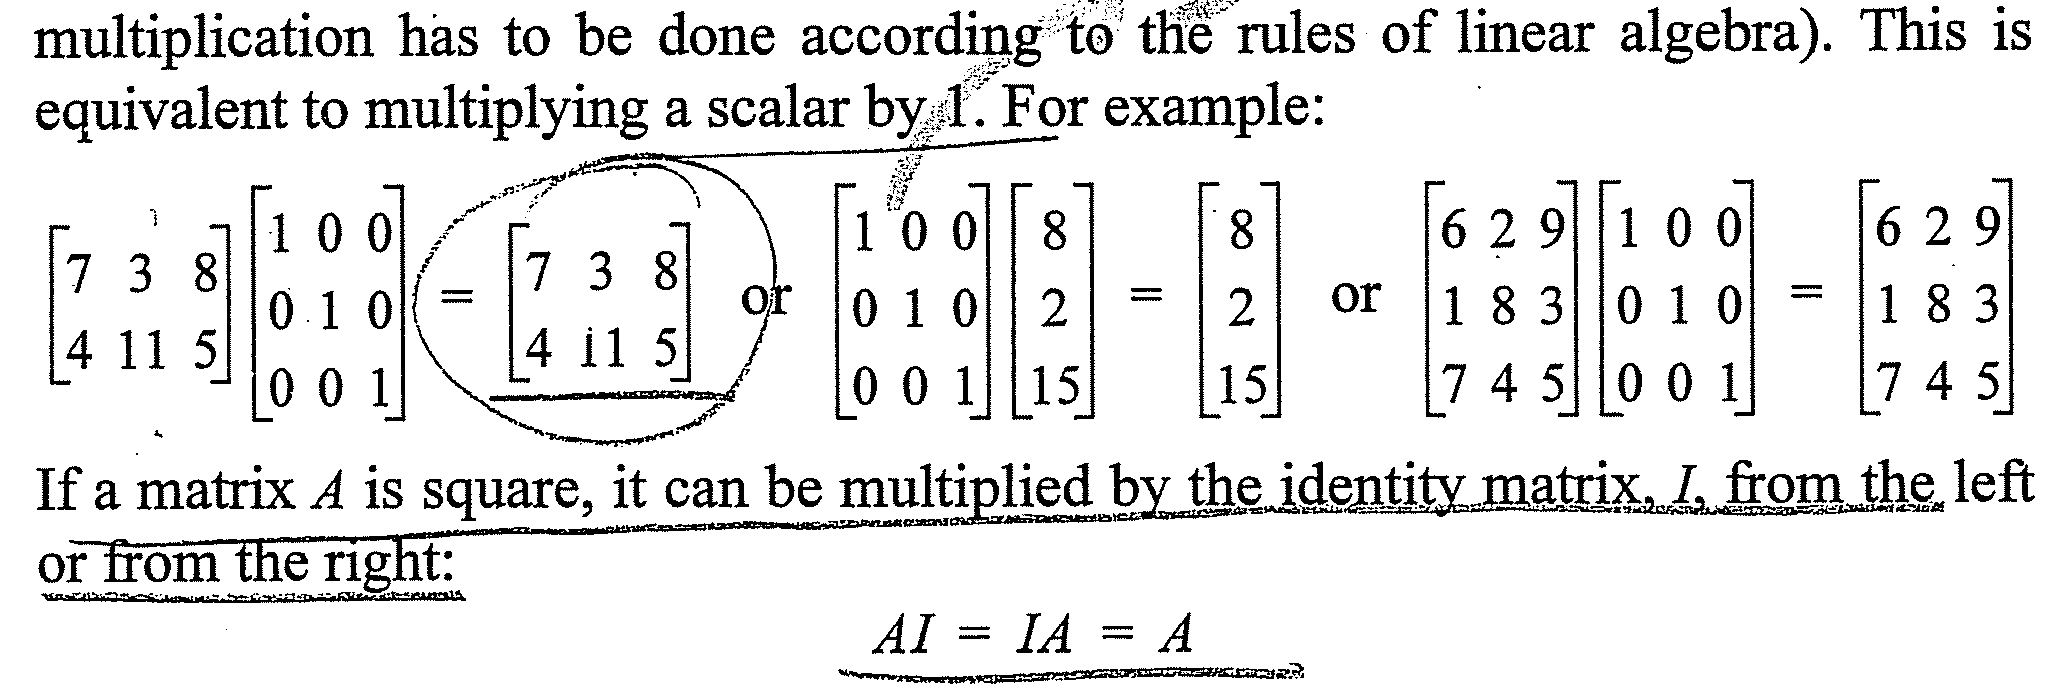 multiplication has to be done according to the rules of linear algebra). This is
equivalent to multiplying a scalar by 1. For example:
[7 3 8; 4 11 5] [1 0 0; 0 1 0; 0 0 1] = [7 3 8; 4 11 5] or [1 0 0; 0 1 0; 0 0 1] [8; 2; 15] = [8; 2; 15] or [6 2 9; 1 8 3; 7 4 5] [1 0 0; 0 1 0; 0 0 1] = [6 2 9; 1 8 3; 7 4 5]
If a matrix A is square, it can be multiplied by the identity matrix, I, from the left
or from the right:
AI = IA = A